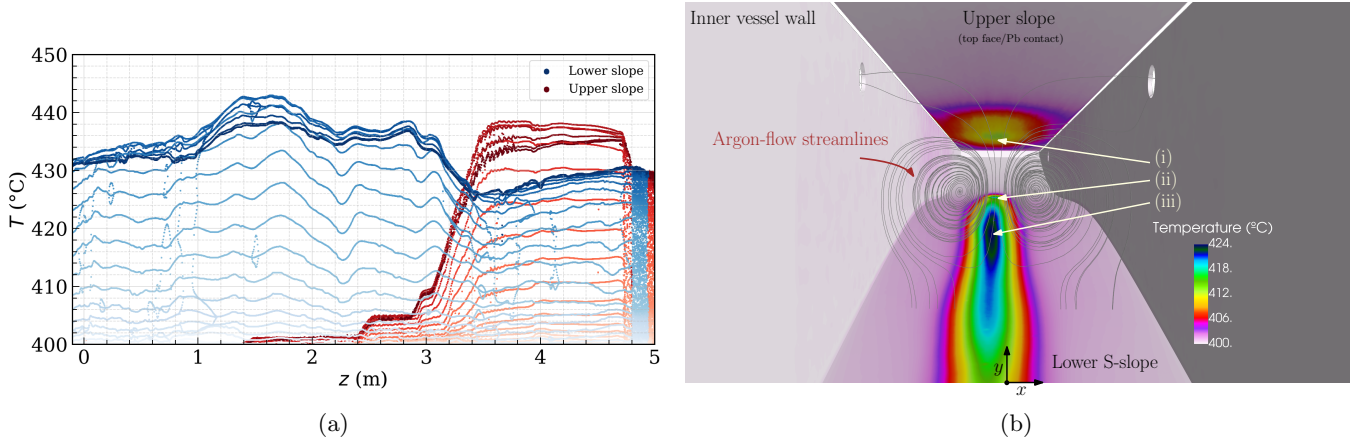 450
440
430
420
410
400
T (°C)
0
1
2
3
4
5
z (m)
Lower slope
Upper slope
(a)
Inner vessel wall
Upper slope
(top face/Pb contact)
Argon-flow streamlines
(i)
(ii)
(iii)
Temperature (ºC)
424.
418.
412.
406.
400.
Lower S-slope
y
x
(b)